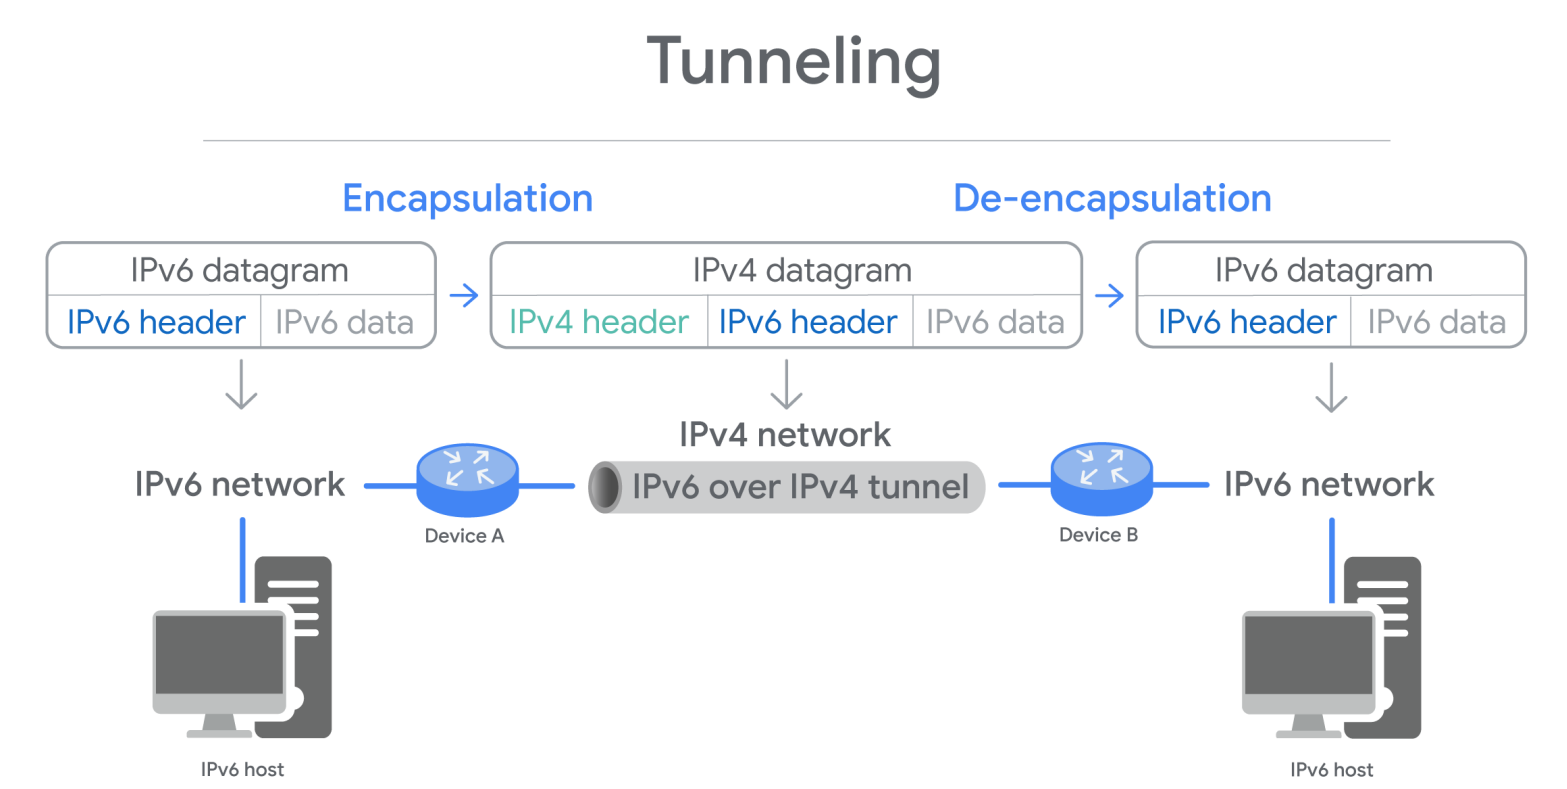 Tunneling
Encapsulation
De-encapsulation
IPv6 datagram
IPv6 header
IPv6 data
IPv4 datagram
IPv4 header
IPv6 header
IPv6 data
IPv6 datagram
IPv6 header
IPv6 data
IPv6 network
Device A
IPv4 network
IPv6 over IPv4 tunnel
Device B
IPv6 network
IPv6 host
IPv6 host